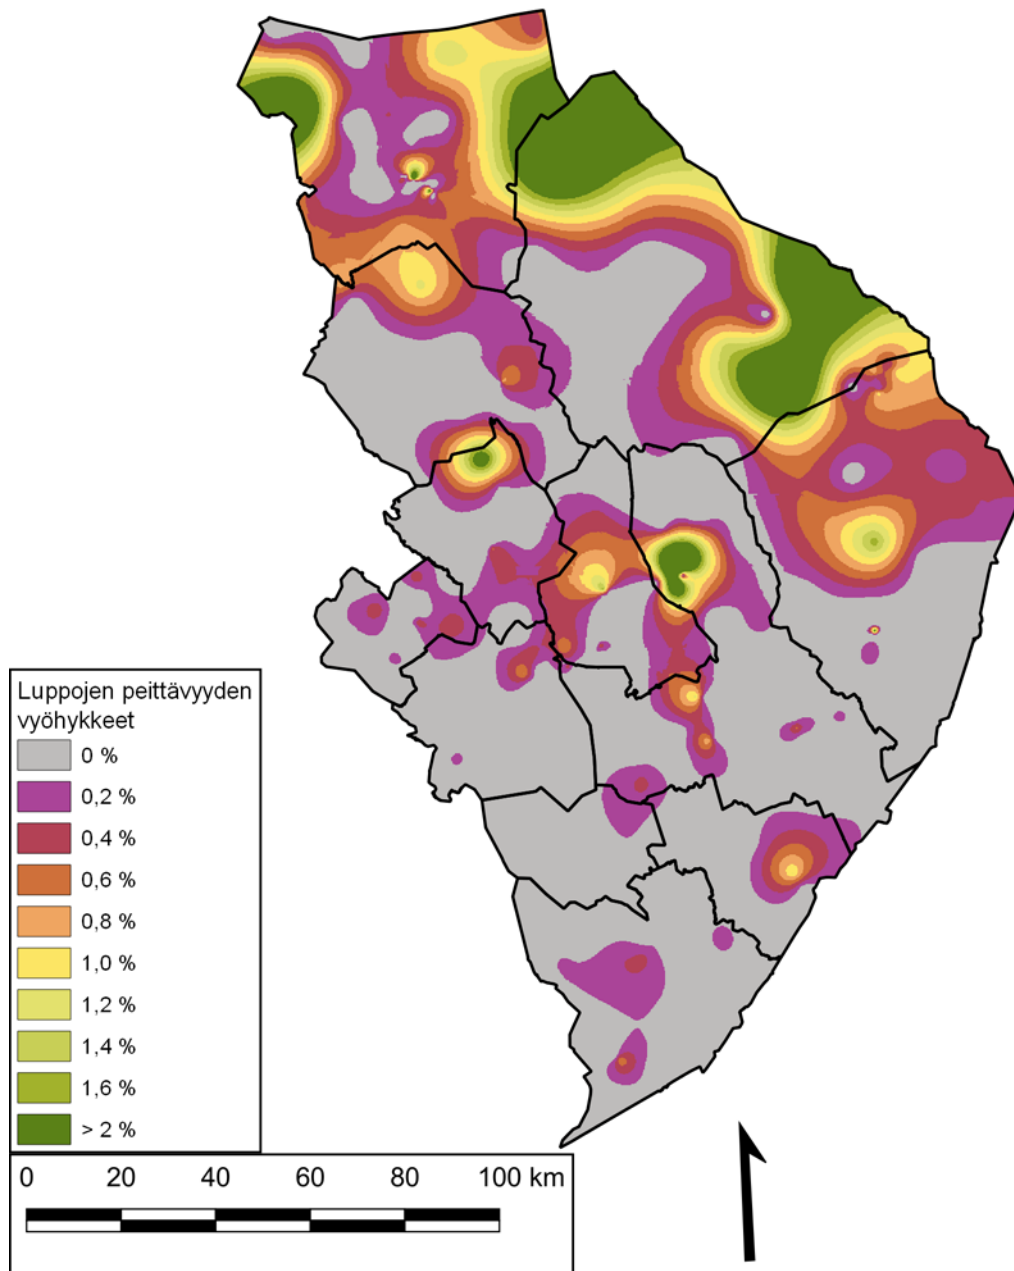 Luppojen peittävyyden
vyöhykkeet
0 %
0,2 %
0,4 %
0,6 %
0,8 %
1,0 %
1,2 %
1,4 %
1,6 %
> 2 %
0 20 40 60 80 100 km